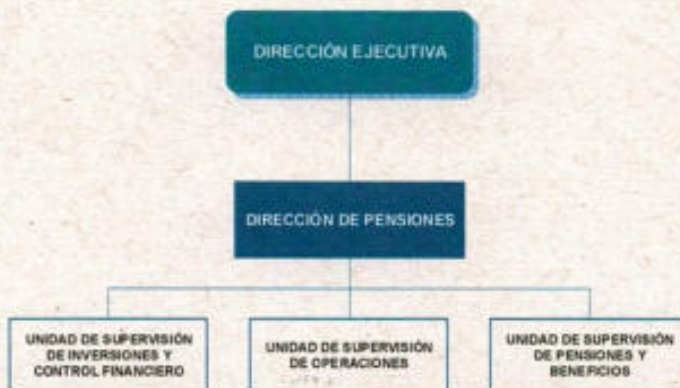 DIRECCIÓN EJECUTIVA
DIRECCIÓN DE PENSIONES
UNIDAD DE SUPERVISIÓN
DE INVERSIONES Y
CONTROL FINANCIERO
UNIDAD DE SUPERVISIÓN
DE OPERACIONES
UNIDAD DE SUPERVISIÓN
DE PENSIONES Y
BENEFICIOS